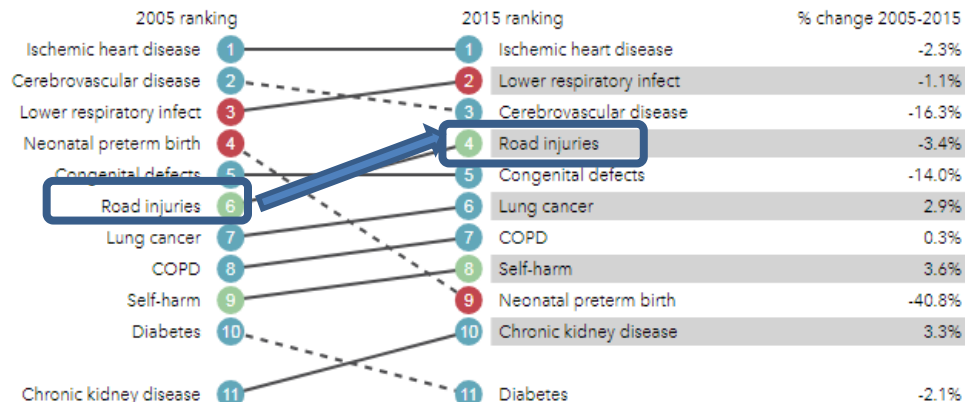 2005 ranking 2015 ranking % change 2005-2015
Ischemic heart disease 1 1 Ischemic heart disease -2.3%
Cerebrovascular disease 2 2 Lower respiratory infect -1.1%
Lower respiratory infect 3 3 Cerebrovascular disease -16.3%
Neonatal preterm birth 4 4 Road injuries -3.4%
Congenital defects 5 5 Congenital defects -14.0%
Road injuries 6 6 Lung cancer 2.9%
Lung cancer 7 7 COPD 0.3%
COPD 8 8 Self-harm 3.6%
Self-harm 9 9 Neonatal preterm birth -40.8%
Diabetes 10 10 Chronic kidney disease 3.3%
Chronic kidney disease 11 11 Diabetes -2.1%